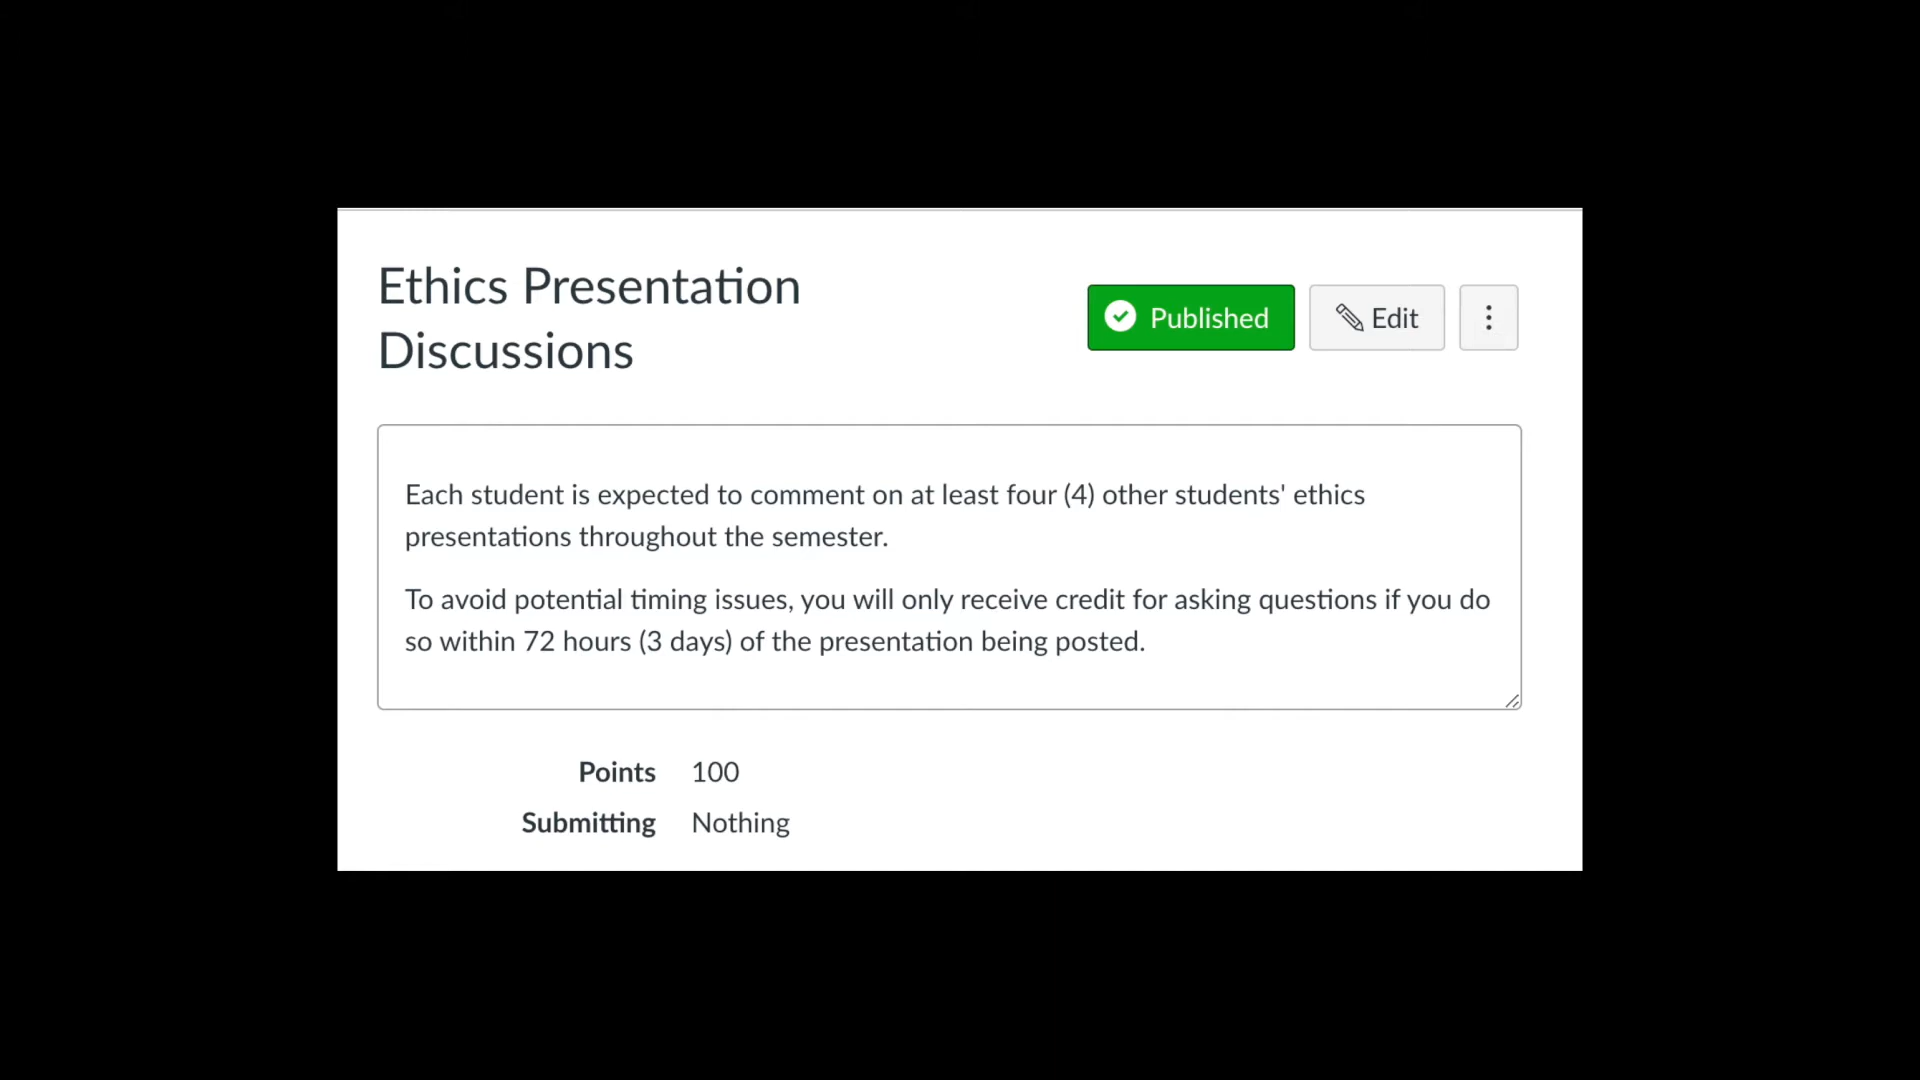 Ethics Presentation
Discussions
Published
Edit
Each student is expected to comment on at least four (4) other students' ethics
presentations throughout the semester.
To avoid potential timing issues, you will only receive credit for asking questions if you do
so within 72 hours (3 days) of the presentation being posted.
Points 100
Submitting Nothing